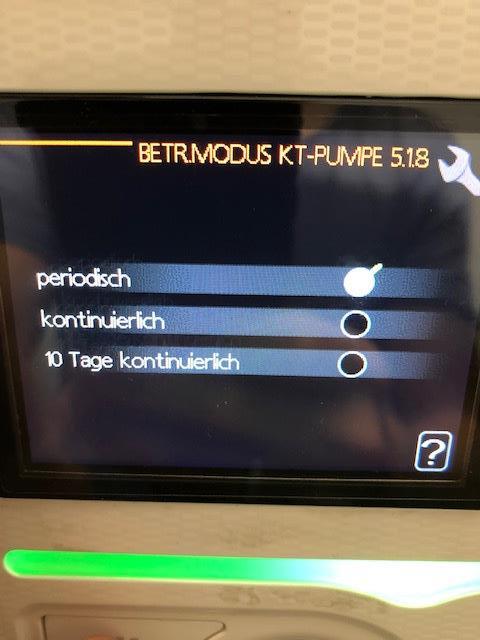 BETR.MODUS KT-PUMPE 5.1.8
periodisch
kontinuierlich
10 Tage kontinuierlich
?